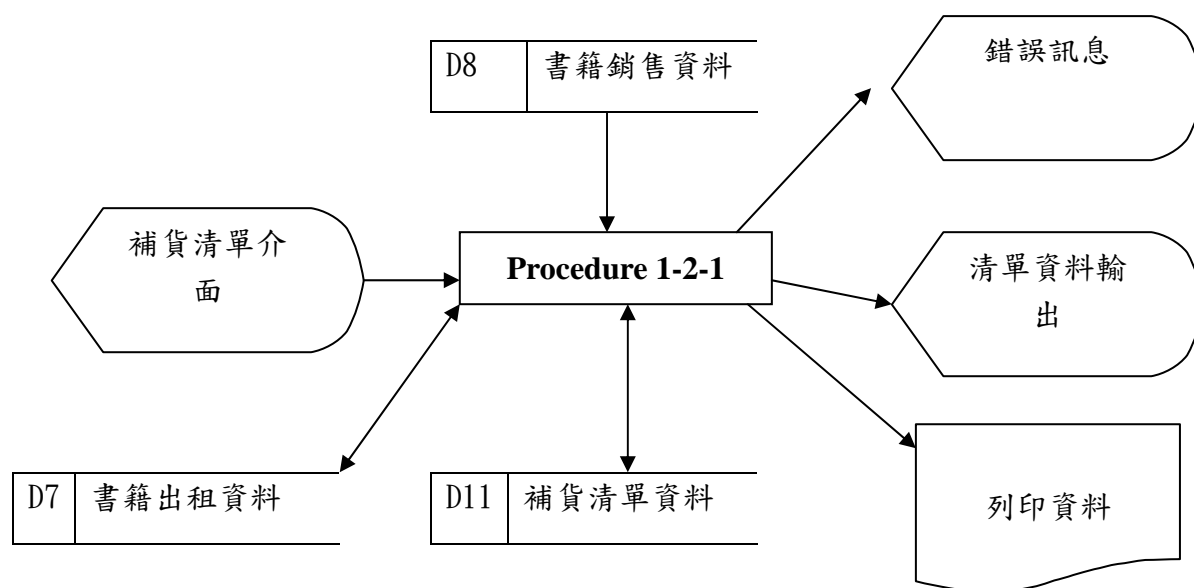 D8 書籍銷售資料
錯誤訊息
補貨清單介
面
Procedure 1-2-1
清單資料輸
出
D7 書籍出租資料
D11 補貨清單資料
列印資料